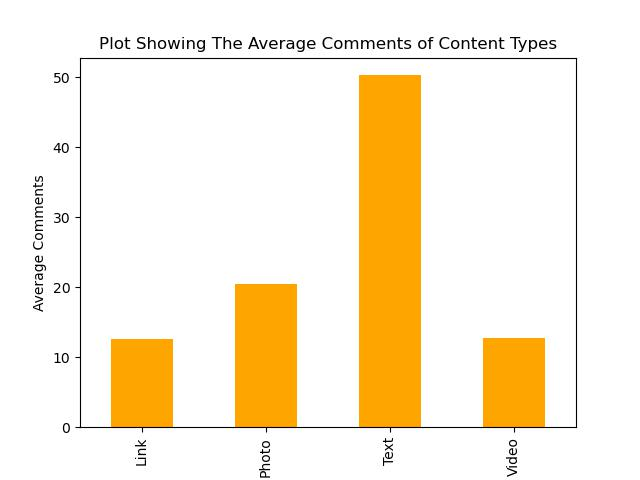 Plot Showing The Average Comments of Content Types
Average Comments
50
40
30
20
10
0
Link
Photo
Text
Video